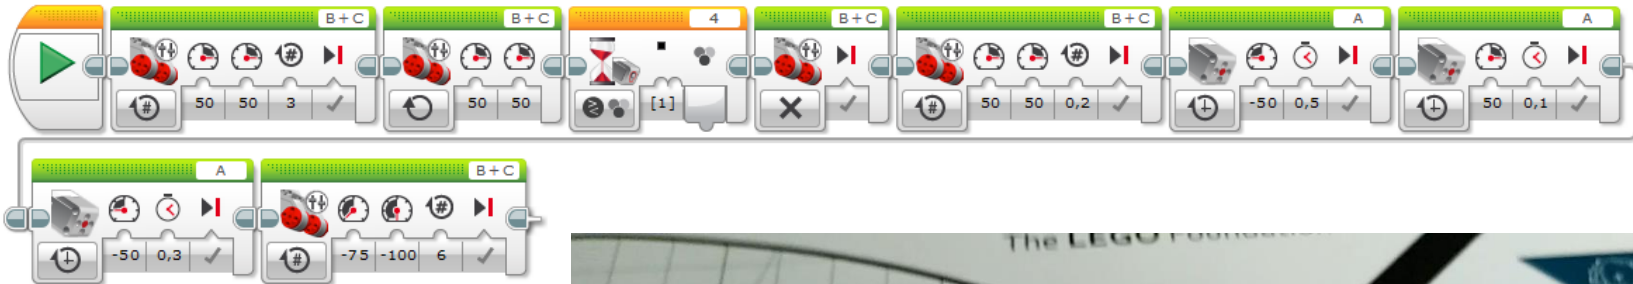 B+C B+C 4 B+C B+C A A
50 50 3 50 50 [1] 50 50 0,2 -50 0,5 50 0,1
A B+C
-50 0,3 -75 -100 6
The LEGO Foundation